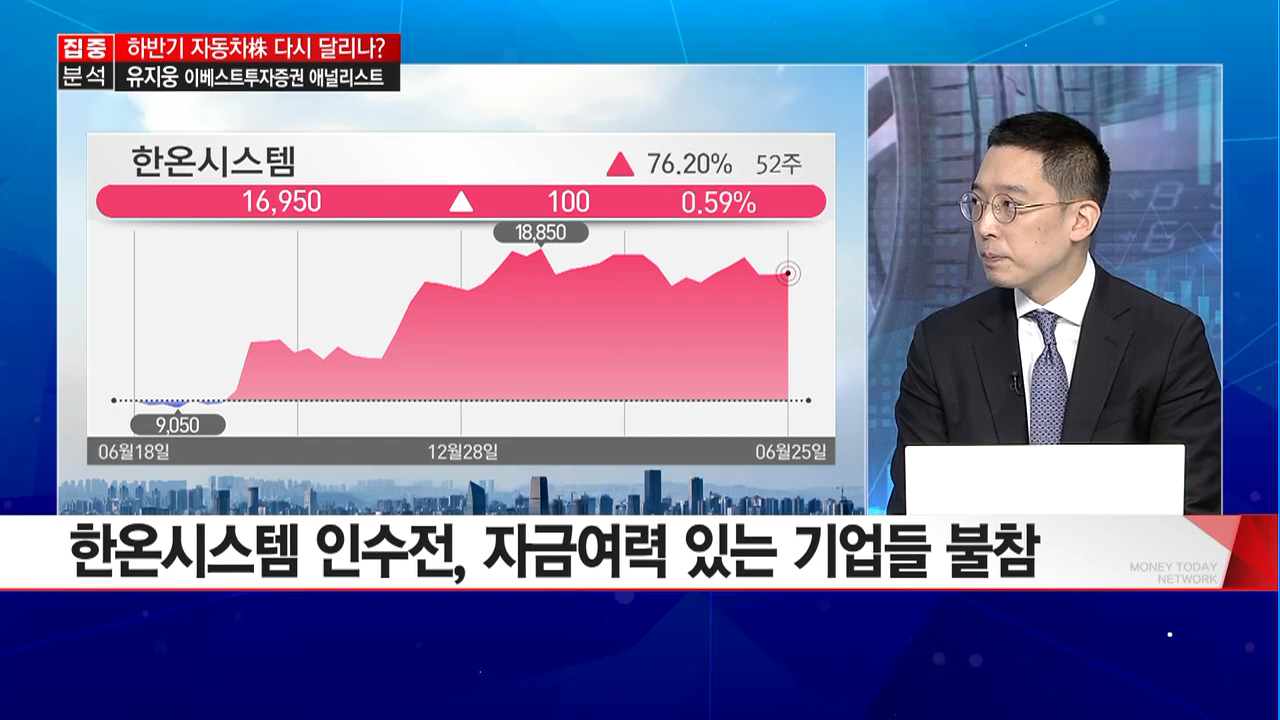 집중 하반기 자동차株 다시 달리나?
분석 유지웅 이베스트투자증권 애널리스트
한온시스템 ▲ 76.20% 52주
16,950 ▲ 100 0.59%
18,850
9,050
06월18일 12월28일 06월25일
한온시스템 인수전, 자금여력 있는 기업들 불참
MONEY TODAY
NETWORK